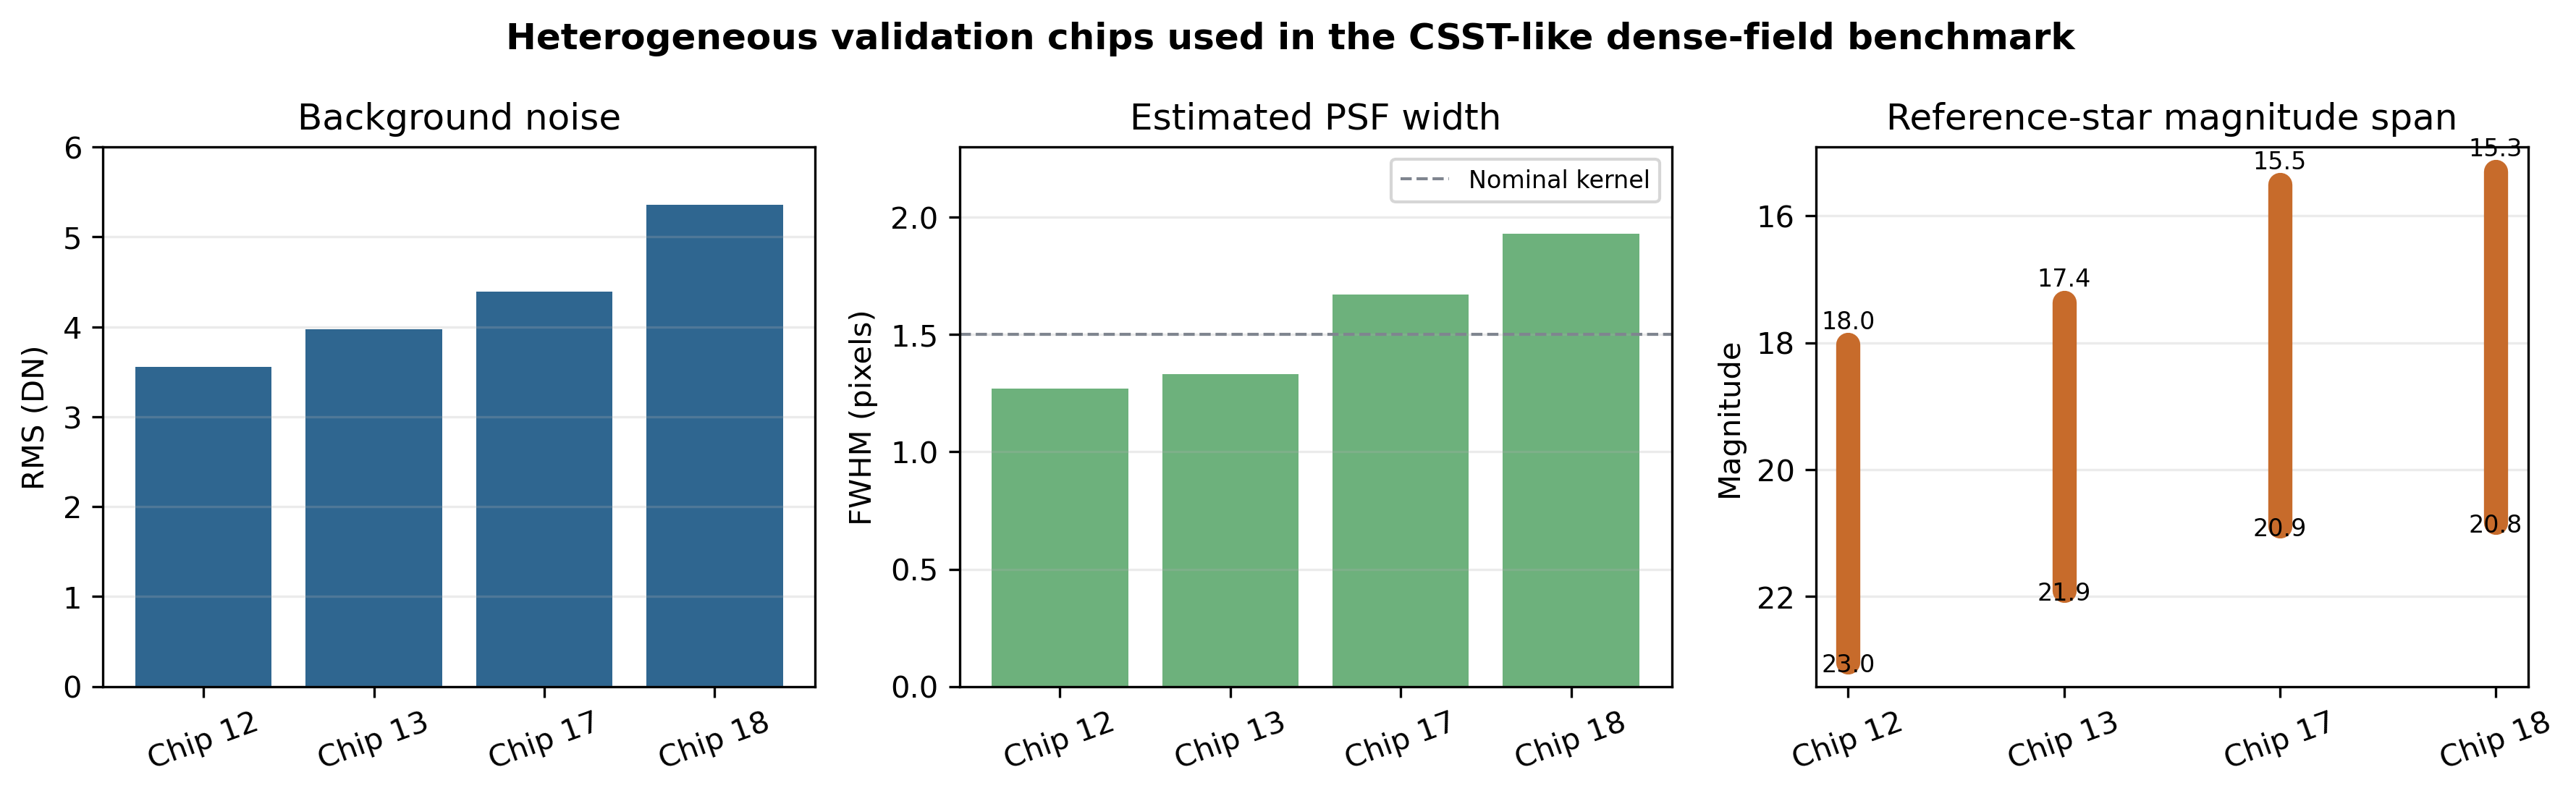 Heterogeneous validation chips used in the CSST-like dense-field benchmark
Background noise
RMS (DN)
6
5
4
3
2
1
0
Chip 12
Chip 13
Chip 17
Chip 18
Estimated PSF width
Nominal kernel
FWHM (pixels)
2.0
1.5
1.0
0.5
0.0
Chip 12
Chip 13
Chip 17
Chip 18
Reference-star magnitude span
Magnitude
16
18
20
22
18.0
17.4
15.5
15.3
23.0
21.9
20.9
20.8
Chip 12
Chip 13
Chip 17
Chip 18